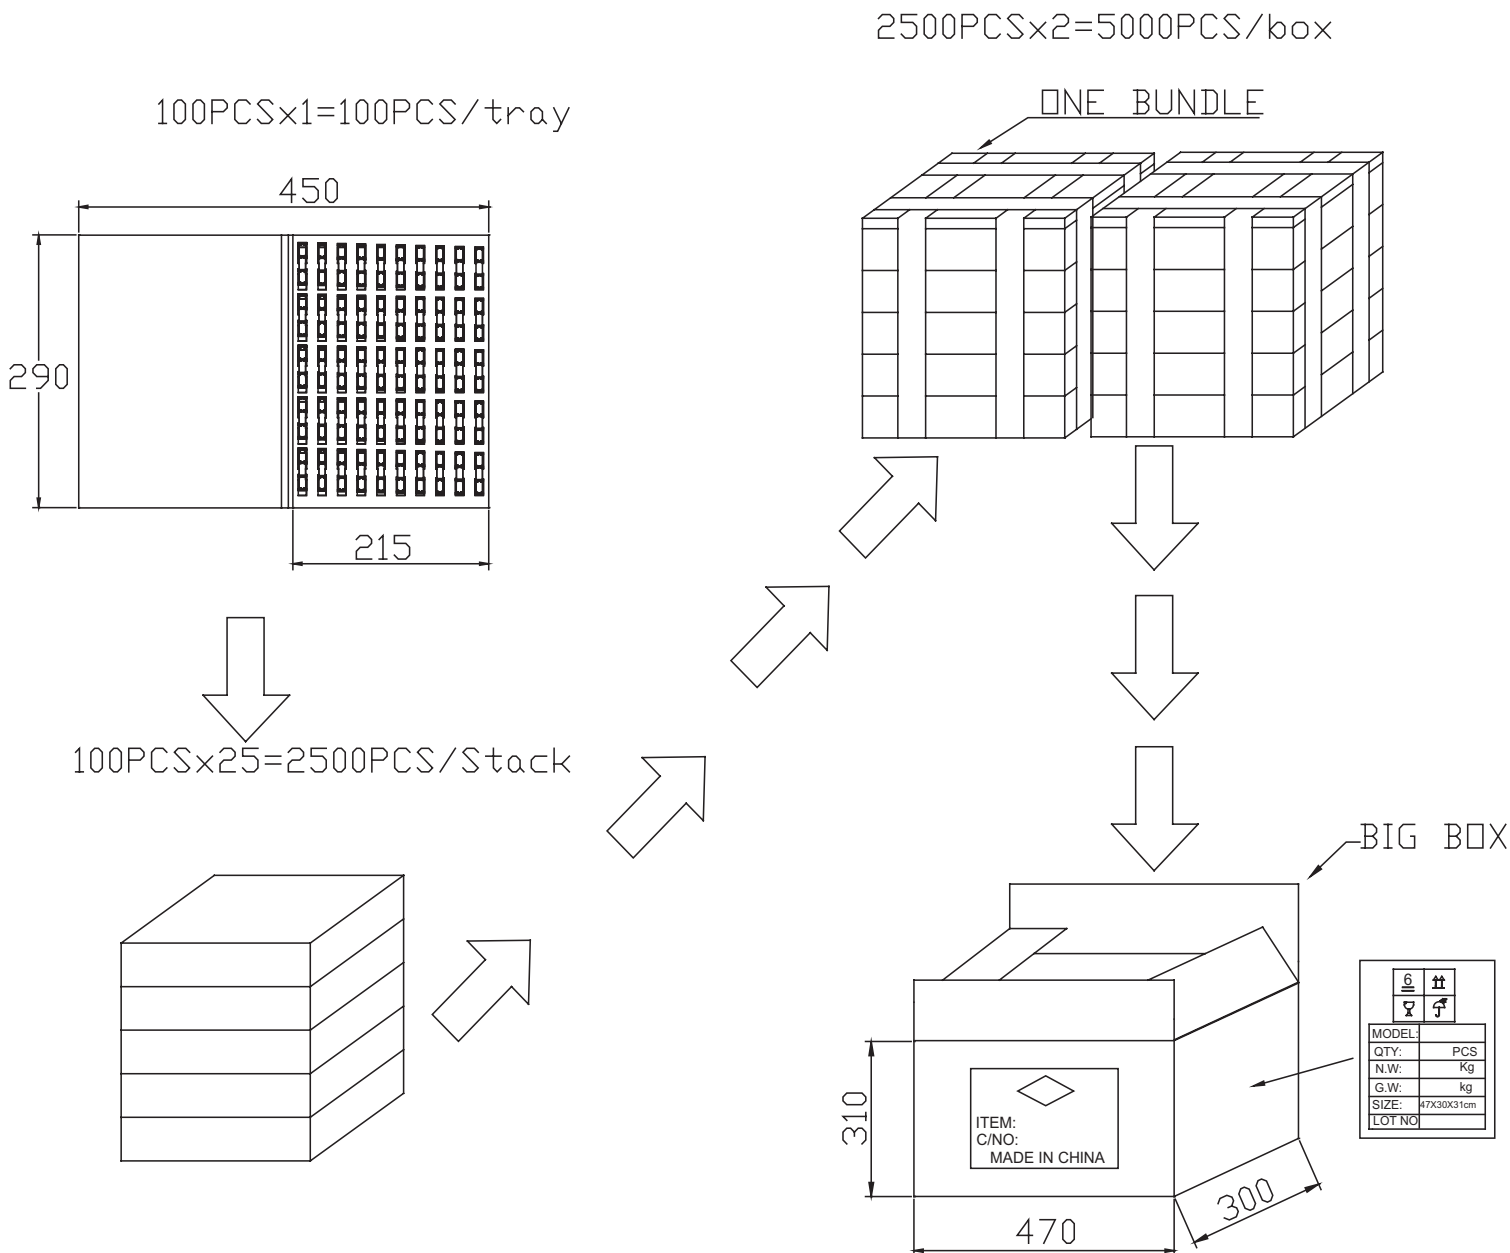 2500PCSx2=5000PCS/box
100PCSx1=100PCS/tray
ONE BUNDLE
450
290
215
100PCSx25=2500PCS/Stack
BIG BOX
6
MODEL:
QTY: PCS
N.W: Kg
G.W: kg
SIZE: 47X30X31cm
LOT NO
310
ITEM:
C/NO:
MADE IN CHINA
300
470